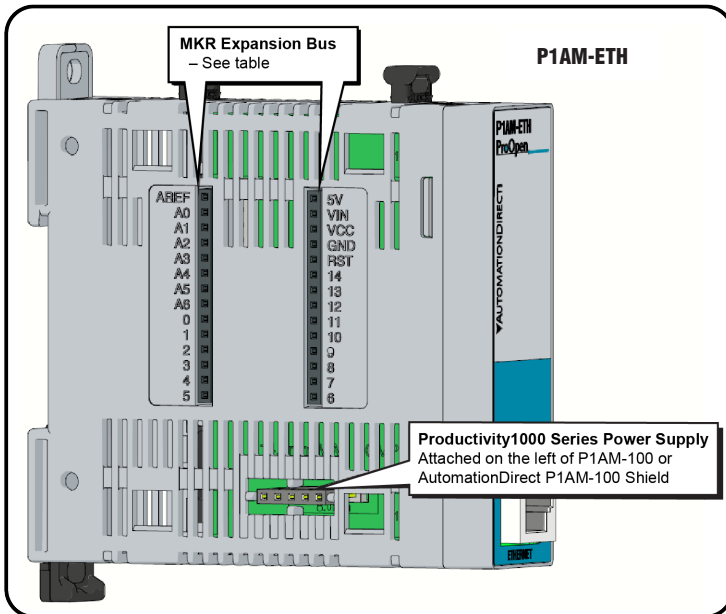 MKR Expansion Bus
– See table
P1AM-ETH
P1AM-ETH
ProOpen
AUTOMATIONDIRECT
AREF
A0
A1
A2
A3
A4
A5
A6
0
1
2
3
4
5
5V
VIN
VCC
GND
RST
14
13
12
11
10
9
8
7
6
Productivity1000 Series Power Supply
Attached on the left of P1AM-100 or
AutomationDirect P1AM-100 Shield
ETHERNET